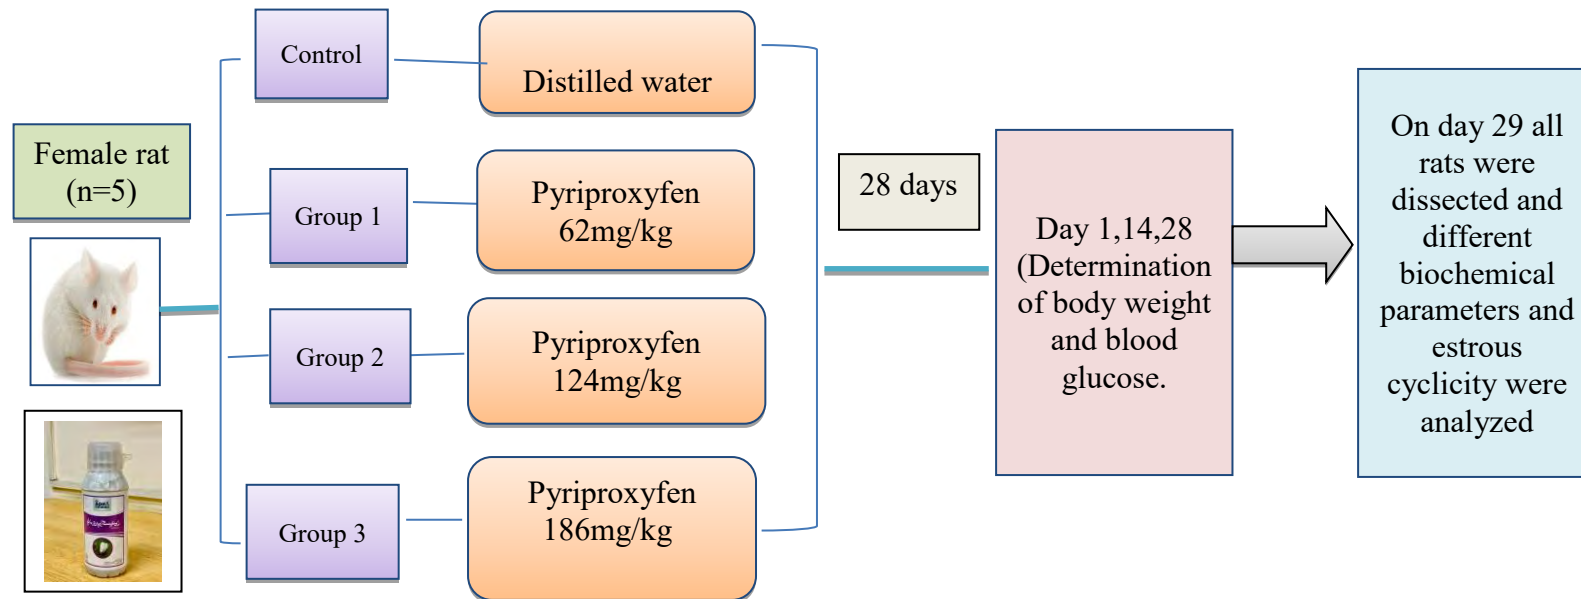 Control
Distilled water
Female rat
(n=5)
Group 1
Pyriproxyfen
62mg/kg
28 days
Group 2
Pyriproxyfen
124mg/kg
Group 3
Pyriproxyfen
186mg/kg
Day 1,14,28
(Determination
of body weight
and blood
glucose.
On day 29 all
rats were
dissected and
different
biochemical
parameters and
estrous
cyclicity were
analyzed